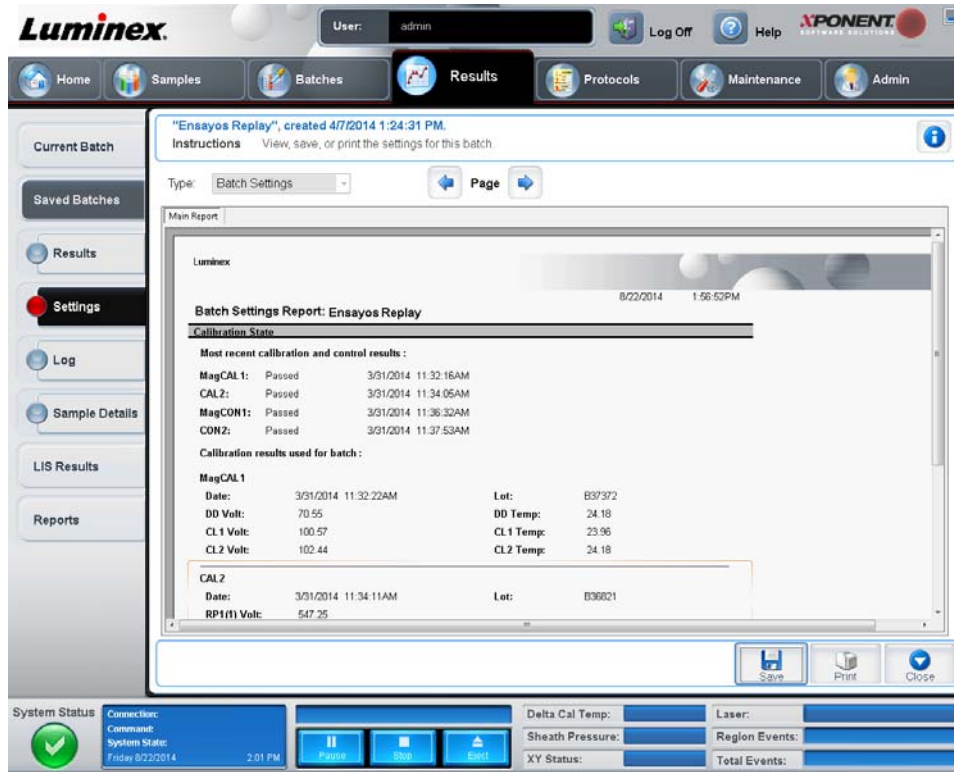 Luminex.
User: admin
Log Off
Help
XPONENT.
SOFTWARE SOLUTIONS
Home
Samples
Batches
Results
Protocols
Maintenance
Admin
Current Batch
Saved Batches
Results
Settings
Log
Sample Details
LIS Results
Reports
"Ensayos Replay", created 4/7/2014 1:24:31 PM.
Instructions View, save, or print the settings for this batch.
Type: Batch Settings
Page
Main Report
Luminex
8/22/2014 1:56:52PM
Batch Settings Report: Ensayos Replay
Calibration State
Most recent calibration and control results :
MagCAL1: Passed 3/31/2014 11:32:16AM
CAL2: Passed 3/31/2014 11:34:05AM
MagCON1: Passed 3/31/2014 11:36:32AM
CON2: Passed 3/31/2014 11:37:53AM
Calibration results used for batch :
MagCAL1
Date: 3/31/2014 11:32:22AM Lot: B37372
DD Volt: 70.55 DD Temp: 24.18
CL1 Volt: 100.57 CL1 Temp: 23.96
CL2 Volt: 102.44 CL2 Temp: 24.18
CAL2
Date: 3/31/2014 11:34:11AM Lot: B36821
RP1(1) Volt: 547.25
Save
Print
Close
System Status
Connection:
Command:
System State:
Friday 8/22/2014 2:01 PM
Pause
Stop
Eject
Delta Cal Temp:
Sheath Pressure:
XY Status:
Laser:
Region Events:
Total Events: